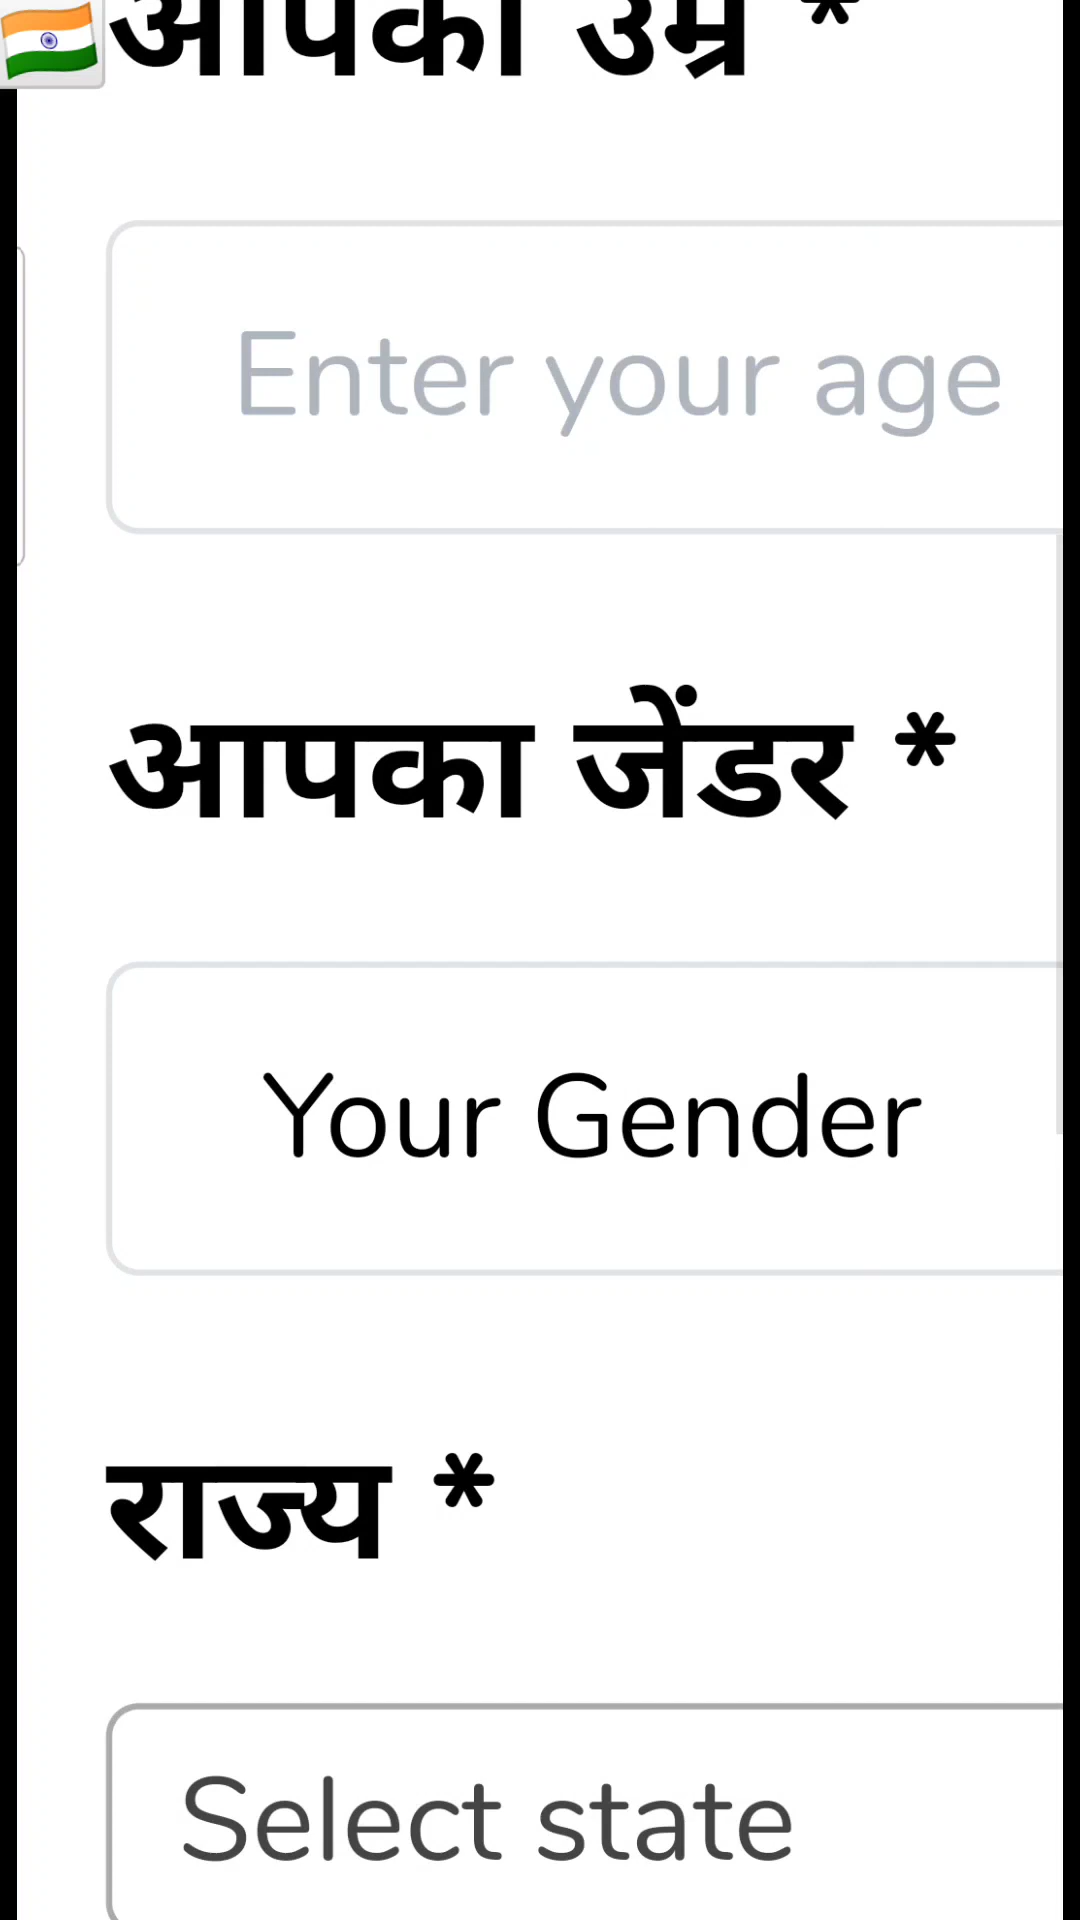 आपकी उम्र *
Enter your age
आपका जेंडर *
Your Gender
राज्य *
Select state